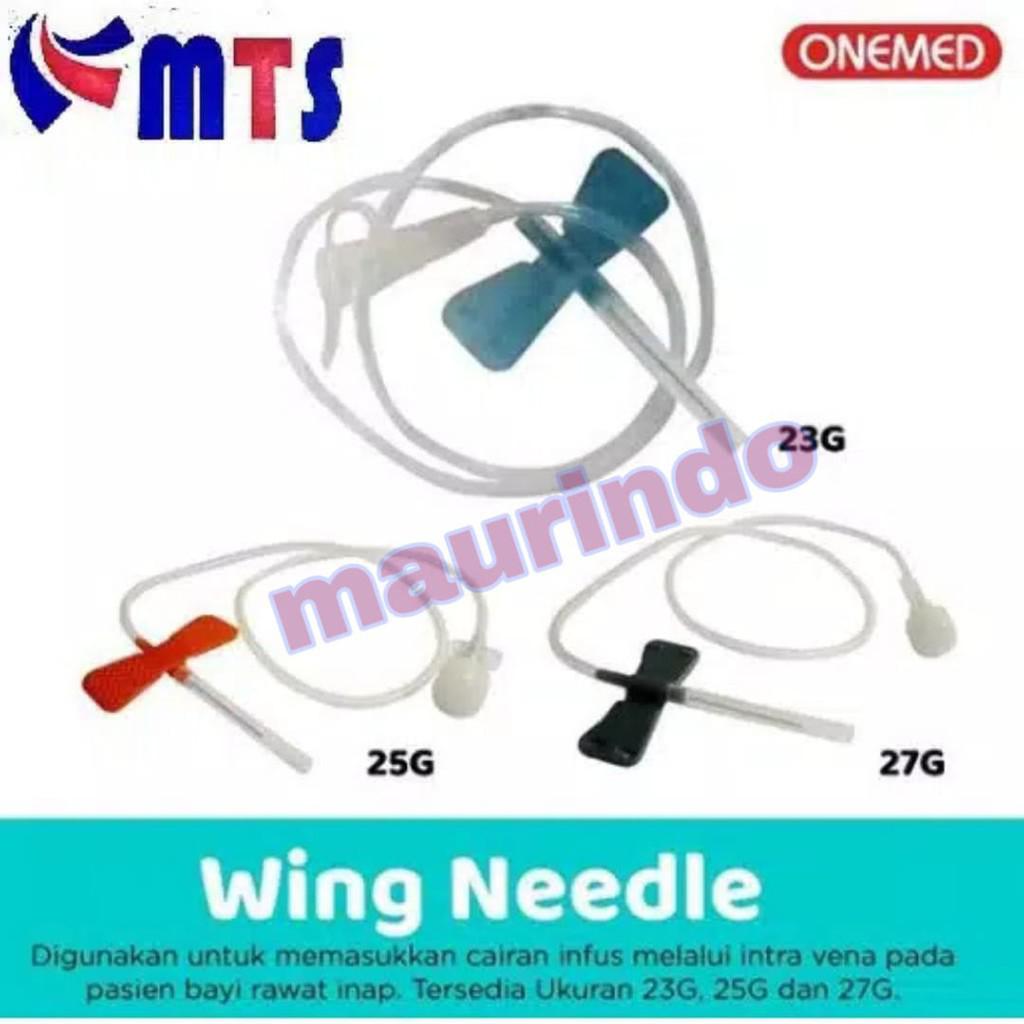 MTS
ONEMED
23G
maurindo
25G
27G
Wing Needle
Digunakan untuk memasukkan cairan infus melalui intra vena pada
pasien bayi rawat inap. Tersedia Ukuran 23G, 25G dan 27G.